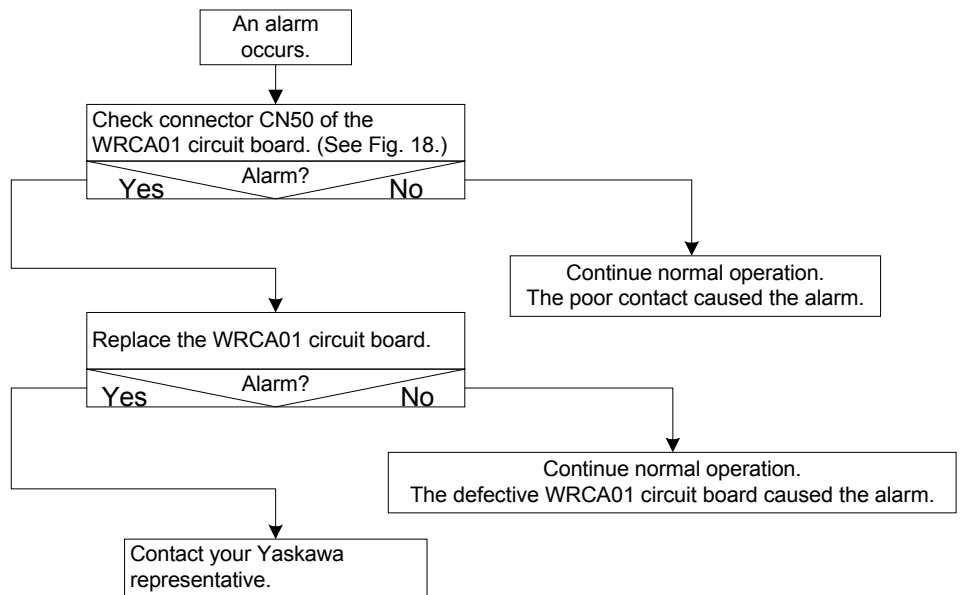 An alarm
occurs.
Check connector CN50 of the
WRCA01 circuit board. (See Fig. 18.)
Alarm?
Yes
No
Continue normal operation.
The poor contact caused the alarm.
Replace the WRCA01 circuit board.
Alarm?
Yes
No
Continue normal operation.
The defective WRCA01 circuit board caused the alarm.
Contact your Yaskawa
representative.